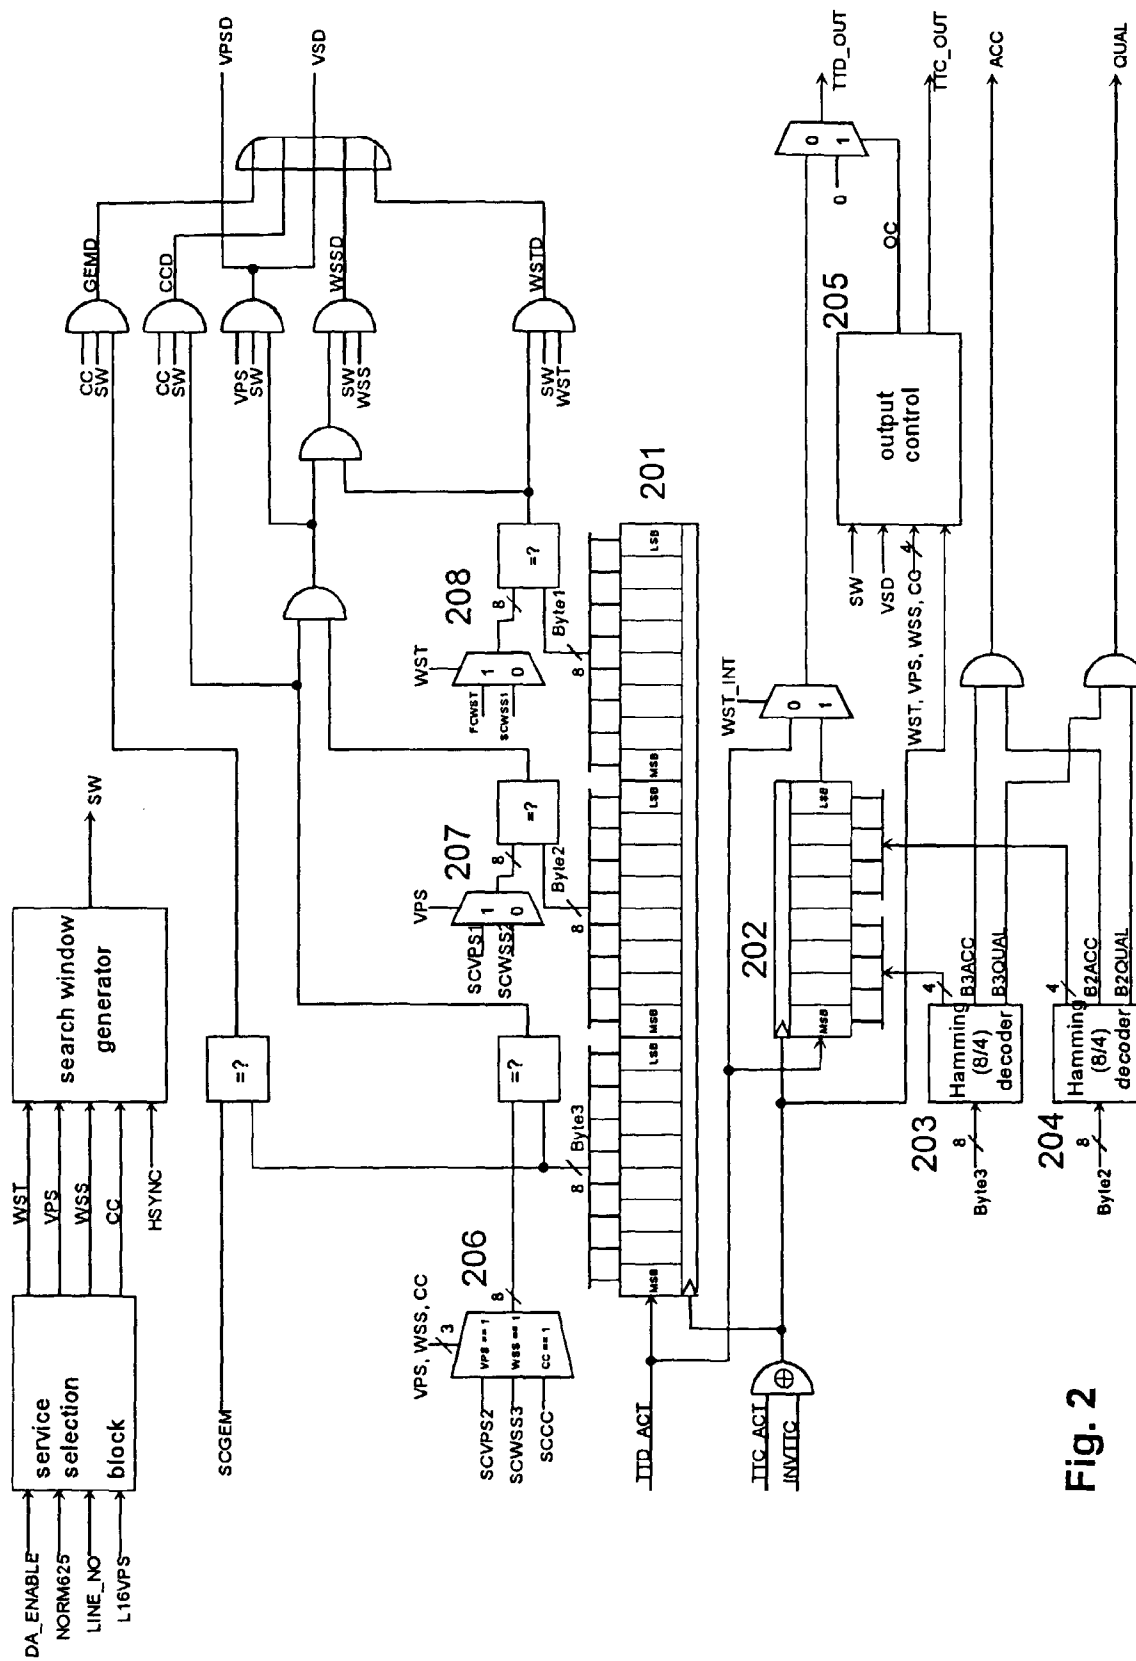 DA_ENABLE
NORM625
LINE_NO
L16VPS
service
selection
block
WST
VPS
WSS
CC
HSYNC
search window
generator
SW
SCGEM
=?
VPS, WSS, CC
3
206
SCVPS2
SCWSS3
SCCC
VPS == 1
WSS == 1
CC == 1
8
=?
8
Byte3
VPS
207
SCVPS1
SCWSS2
1
0
8
=?
8
Byte2
WST
208
FCWST
SCWSS1
1
0
8
=?
8
Byte1
CC
SW
GEMD
CC
SW
CCD
VPS
SW
SW
WSS
WSSD
SW
WST
WSTD
VPSD
VSD
MSB
LSB
MSB
LSB
MSB
LSB
201
TTD_ACT
TTC_ACT
INVTTC
202
MSB
LSB
WST_INT
0
1
SW
VSD
WST, VPS, WSS, CC
4
output
control
205
OC
0
0
1
TTD_OUT
TTC_OUT
ACC
QUAL
203
Byte3
8
Hamming
(8/4)
decoder
4
B3ACC
B3QUAL
204
Byte2
8
Hamming
(8/4)
decoder
4
B2ACC
B2QUAL
Fig. 2